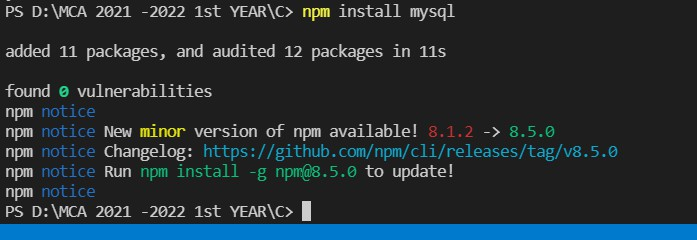 PS D:\MCA 2021 -2022 1st YEAR\C> npm install mysql
added 11 packages, and audited 12 packages in 11s
found 0 vulnerabilities
npm notice
npm notice New minor version of npm available! 8.1.2 -> 8.5.0
npm notice Changelog: https://github.com/npm/cli/releases/tag/v8.5.0
npm notice Run npm install -g npm@8.5.0 to update!
npm notice
PS D:\MCA 2021 -2022 1st YEAR\C>